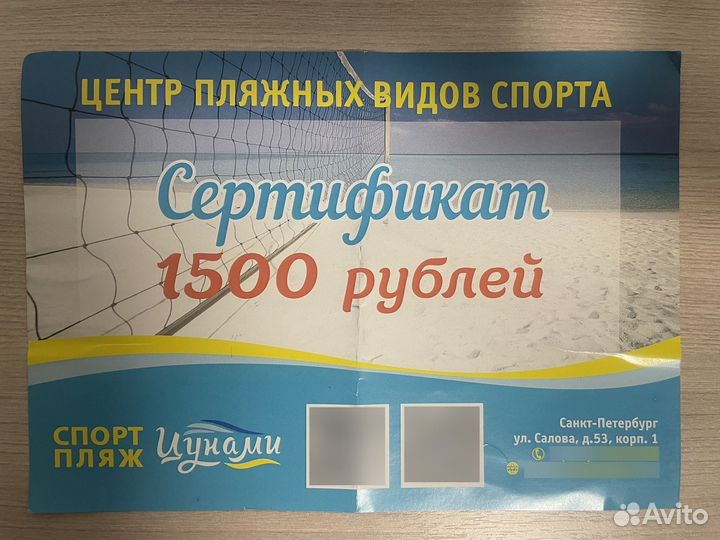 ЦЕНТР ПЛЯЖНЫХ ВИДОВ СПОРТА
Сертификат
1500 рублей
СПОРТ
ПЛЯЖ
Цунами
Санкт-Петербург
ул. Салова, д.53, корп. 1
Avito